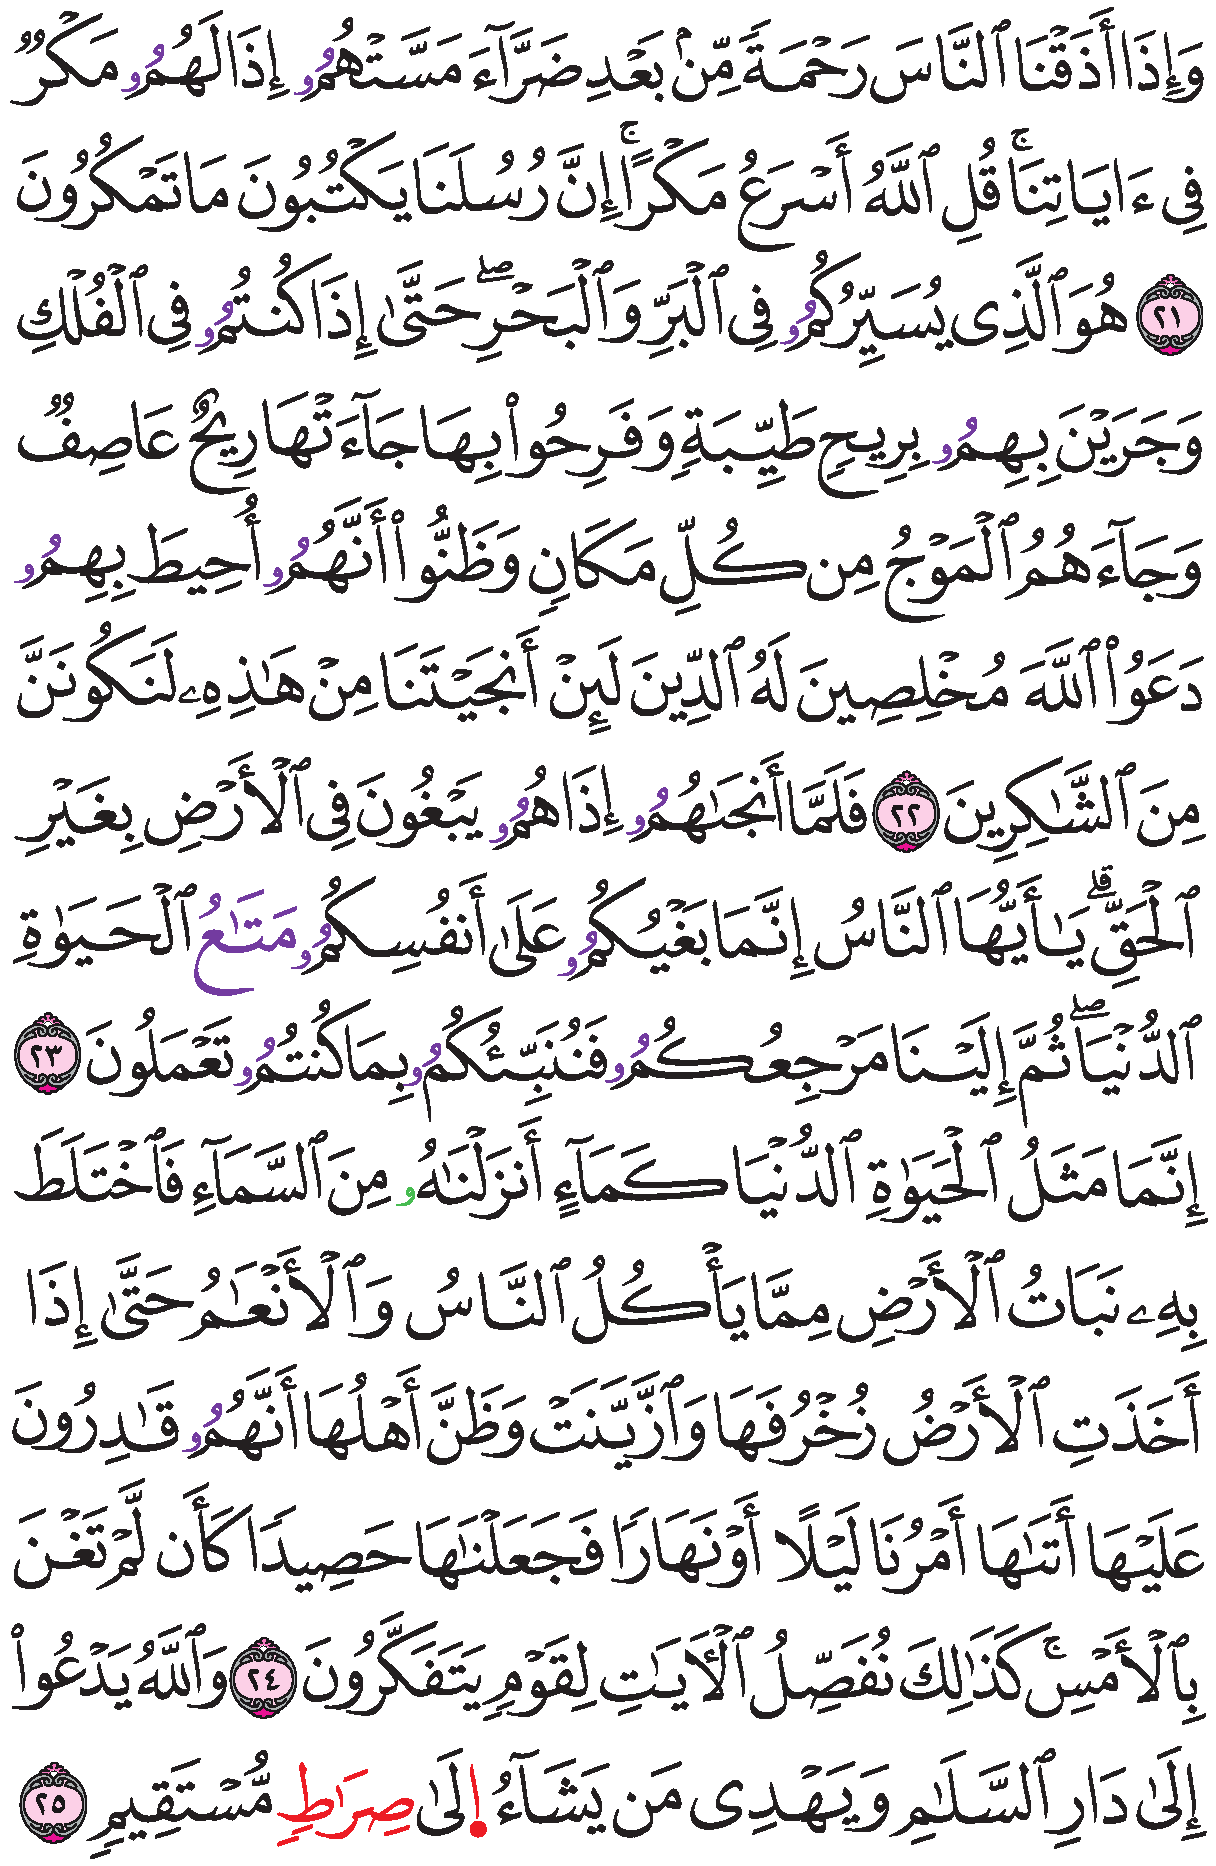 وَإِذَا أَذَقْنَا ٱلنَّاسَ رَحْمَةً مِّنۢ بَعْدِ ضَرَّآءَ مَسَّتْهُمُۥ إِذَا لَهُمُۥ مَكْرٌ
فِى ءَايَاتِنَاۚ قُلِ ٱللَّهُ أَسْرَعُ مَكْرًاۚ إِنَّ رُسُلَنَا يَكْتُبُونَ مَا تَمْكُرُونَ
٢١ هُوَ ٱلَّذِى يُسَيِّرُكُمُۥ فِى ٱلْبَرِّ وَٱلْبَحْرِۖ حَتَّىٰ إِذَا كُنتُمُۥ فِى ٱلْفُلْكِ
وَجَرَيْنَ بِهِمُۥ بِرِيحٍ طَيِّبَةٍ وَفَرِحُوا۟ بِهَا جَآءَتْهَا رِيحٌ عَاصِفٌ
وَجَآءَهُمُ ٱلْمَوْجُ مِن كُلِّ مَكَانٍ وَظَنُّوا۟ أَنَّهُمُۥ أُحِيطَ بِهِمُۥ
دَعَوُا۟ ٱللَّهَ مُخْلِصِينَ لَهُ ٱلدِّينَ لَئِنْ أَنجَيْتَنَا مِنْ هَٰذِهِۦ لَنَكُونَنَّ
مِنَ ٱلشَّٰكِرِينَ ٢٢ فَلَمَّا أَنجَىٰهُمُۥ إِذَا هُمُۥ يَبْغُونَ فِى ٱلْأَرْضِ بِغَيْرِ
ٱلْحَقِّۗ يَٰأَيُّهَا ٱلنَّاسُ إِنَّمَا بَغْيُكُمُۥ عَلَىٰ أَنفُسِكُمُۥ مَتَٰعُ ٱلْحَيَوٰةِ
ٱلدُّنْيَاۖ ثُمَّ إِلَيْنَا مَرْجِعُكُمُۥ فَنُنَبِّئُكُمُۥ بِمَا كُنتُمُۥ تَعْمَلُونَ ٢٣
إِنَّمَا مَثَلُ ٱلْحَيَوٰةِ ٱلدُّنْيَا كَمَآءٍ أَنزَلْنَٰهُۥ مِنَ ٱلسَّمَآءِ فَٱخْتَلَطَ
بِهِۦ نَبَاتُ ٱلْأَرْضِ مِمَّا يَأْكُلُ ٱلنَّاسُ وَٱلْأَنْعَٰمُ حَتَّىٰ إِذَا
أَخَذَتِ ٱلْأَرْضُ زُخْرُفَهَا وَٱزَّيَّنَتْ وَظَنَّ أَهْلُهَا أَنَّهُمُۥ قَٰدِرُونَ
عَلَيْهَا أَتَىٰهَا أَمْرُنَا لَيْلًا أَوْ نَهَارًا فَجَعَلْنَٰهَا حَصِيدًا كَأَن لَّمْ تَغْنَ
بِٱلْأَمْسِۚ كَذَٰلِكَ نُفَصِّلُ ٱلْأَيَٰتِ لِقَوْمٍ يَتَفَكَّرُونَ ٢٤ وَٱللَّهُ يَدْعُوا۟
إِلَىٰ دَارِ ٱلسَّلَٰمِ وَيَهْدِى مَن يَشَآءُ اِلَىٰ صِرَٰطٍ مُّسْتَقِيمٍ ٢٥